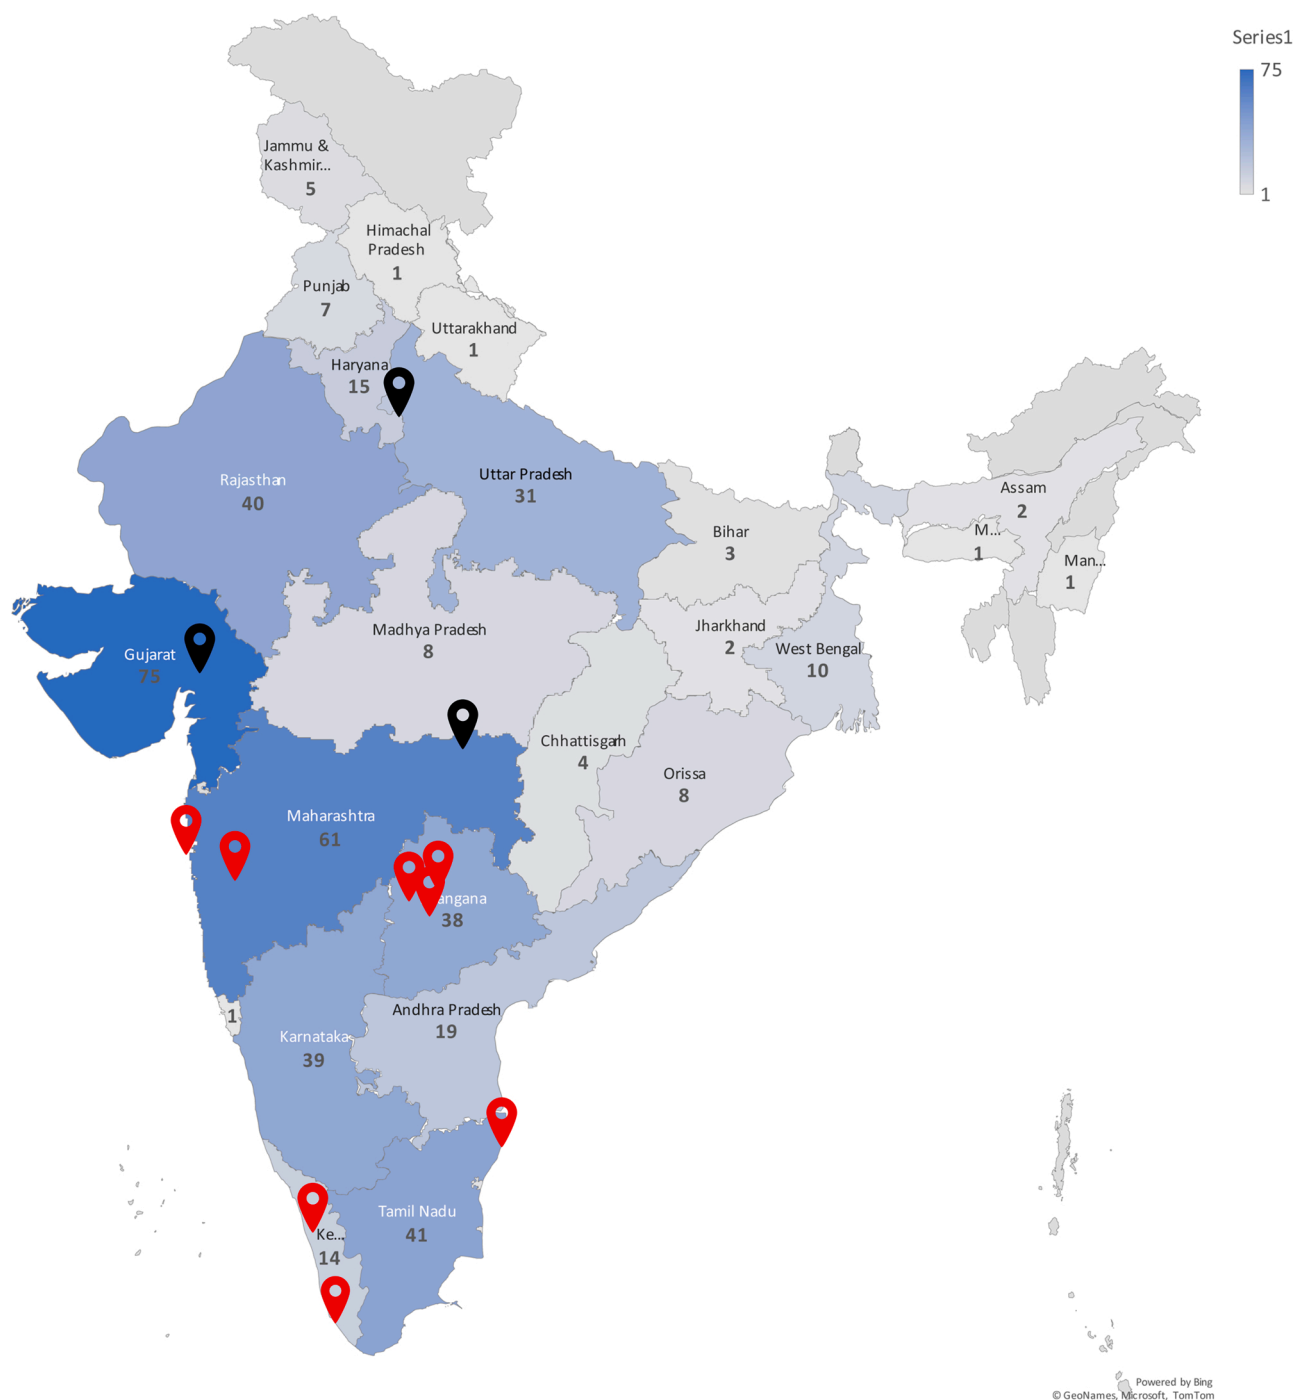 Series1
75
1
Jammu &
Kashmir...
5
Himachal
Pradesh
1
Punjab
7
Uttarakhand
1
Haryana
15
Rajasthan
40
Uttar Pradesh
31
Assam
2
M...
1
Bihar
3
Man...
1
Jharkhand
2
Madhya Pradesh
8
West Bengal
10
Gujarat
75
Chhattisgarh
4
Orissa
8
Maharashtra
61
angana
38
Andhra Pradesh
19
1
Karnataka
39
Tamil Nadu
41
Ke...
14
Powered by Bing
© GeoNames, Microsoft, TomTom